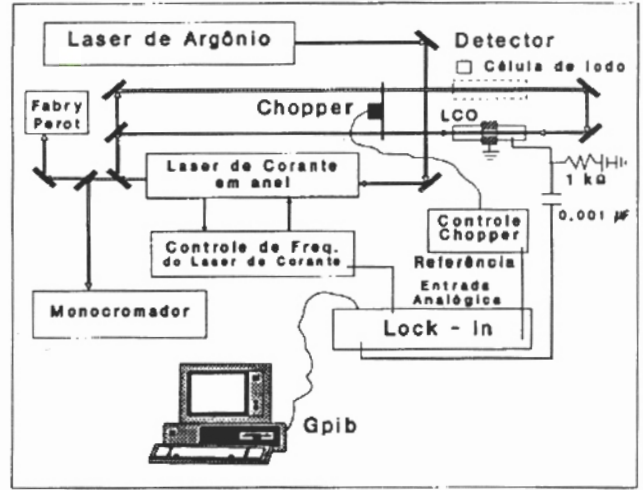 Laser de Argônio
Detector
Célula de Iodo
Fabry
Perot
Chopper
LCO
Laser de Corante
em anel
1 kΩ
0.001 µF
Controle
Chopper
Controle de Freq.
do Laser de Corante
Referência
Entrada
Analógica
Monocromador
Lock - in
Gpib